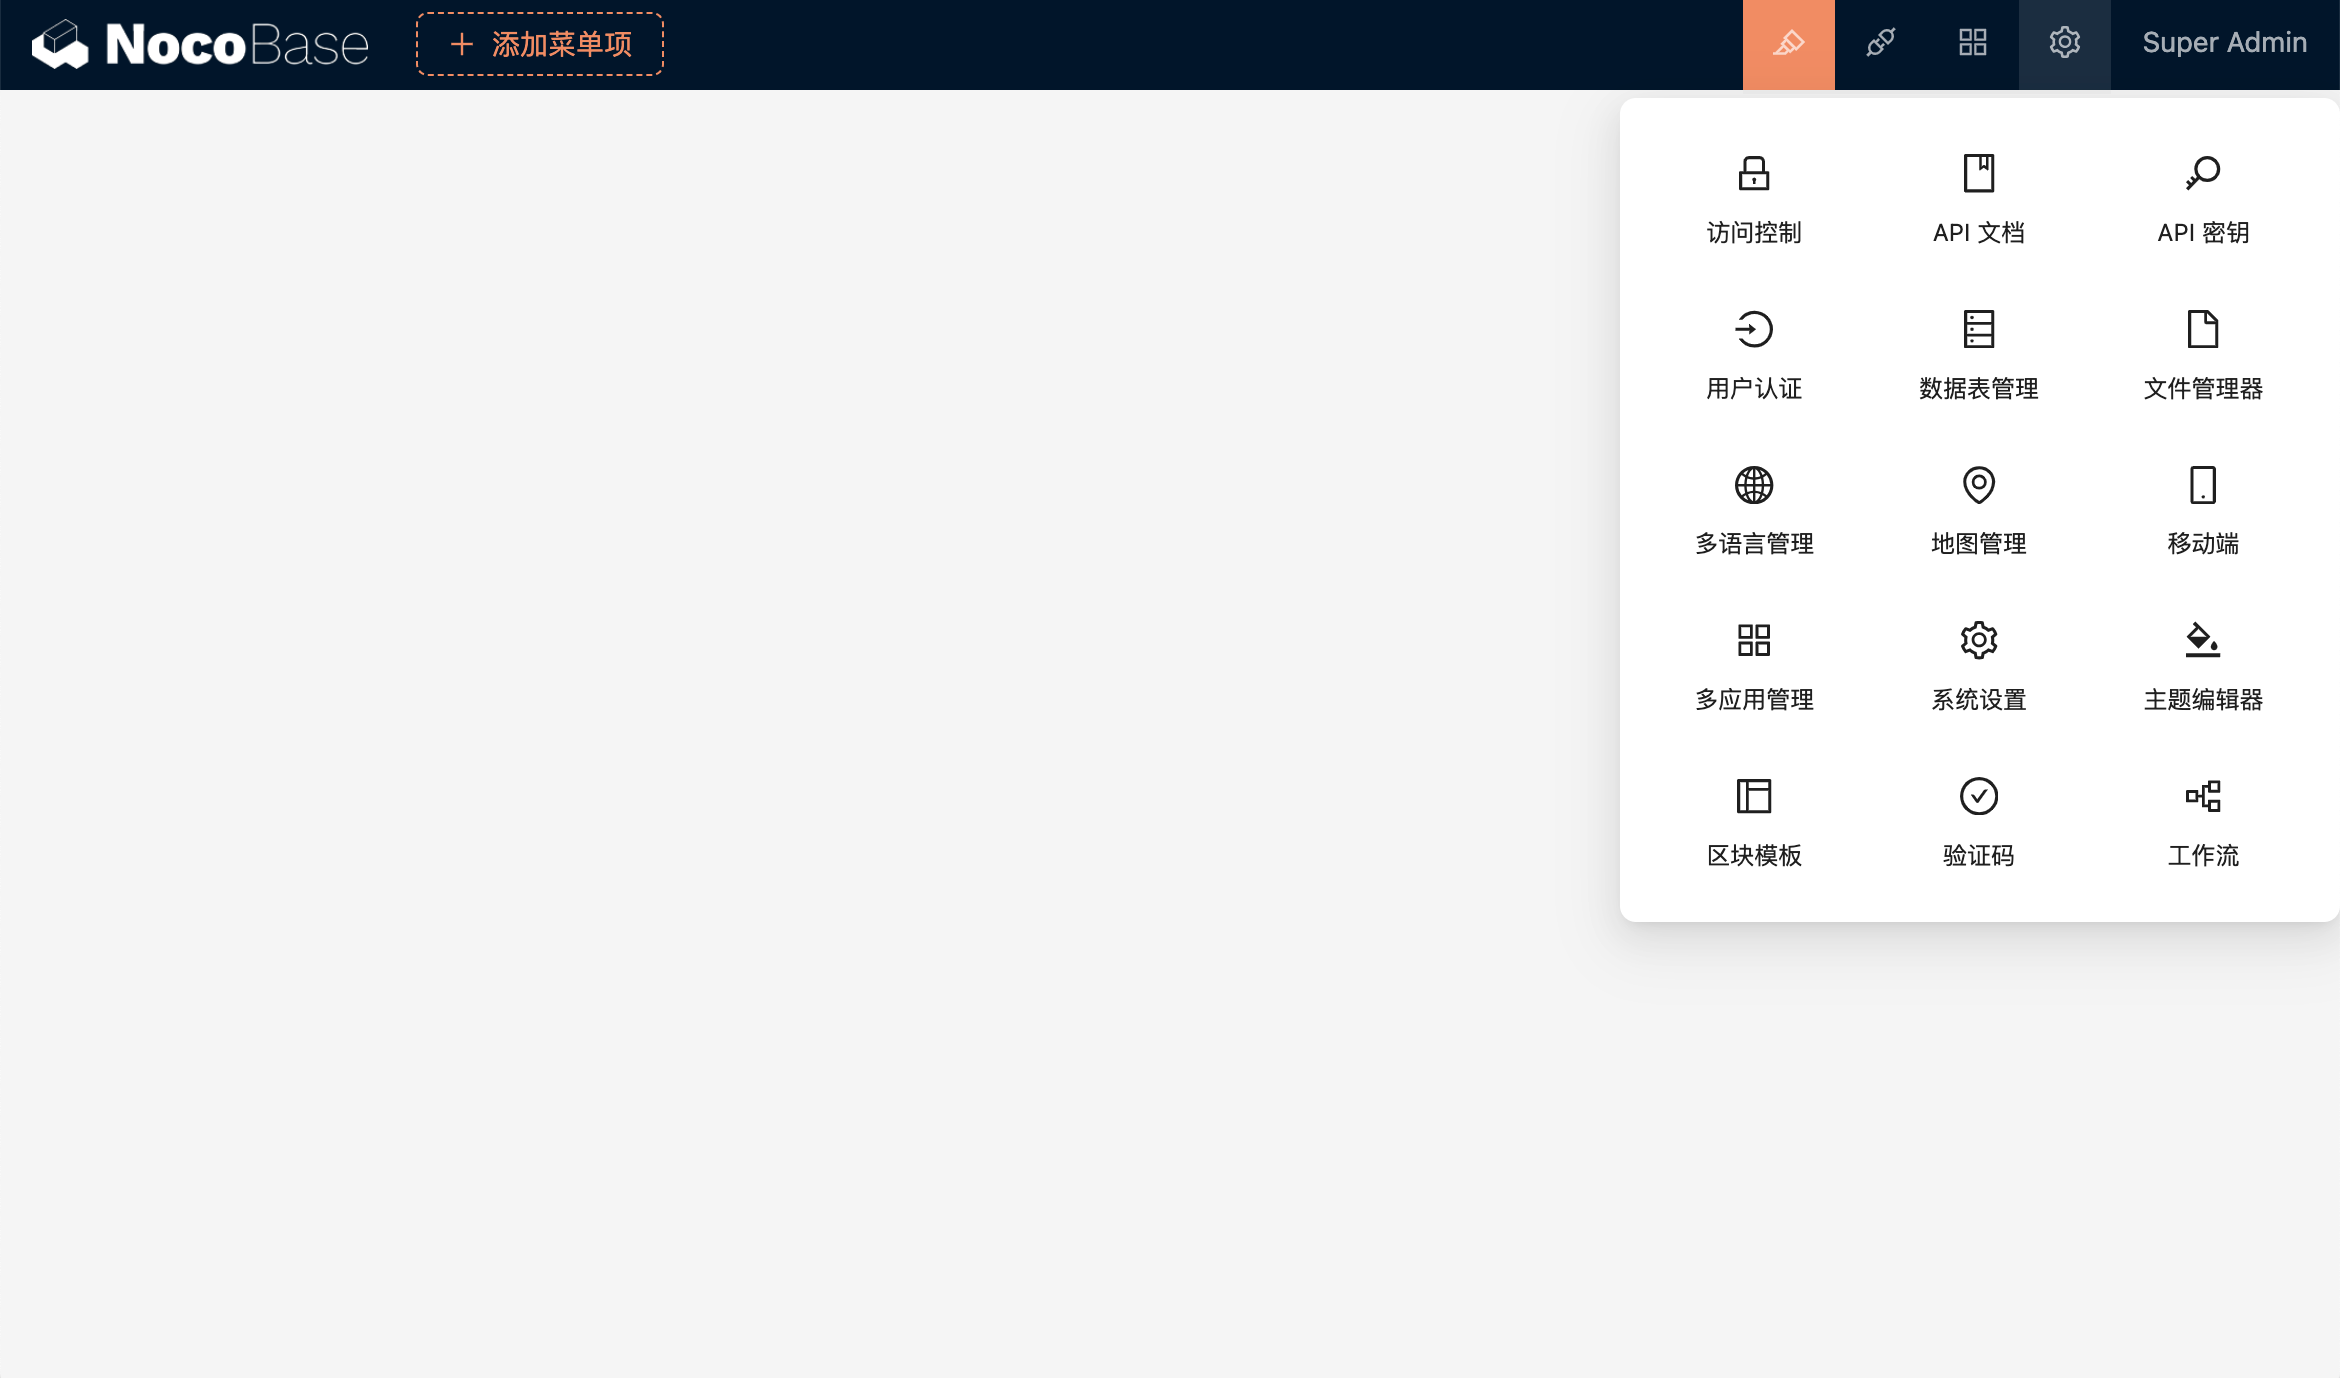 NocoBase
添加菜单项
Super Admin
访问控制
API 文档
API 密钥
用户认证
数据表管理
文件管理器
多语言管理
地图管理
移动端
多应用管理
系统设置
主题编辑器
区块模板
验证码
工作流